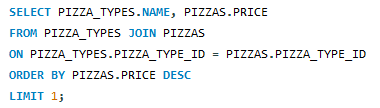 SELECT PIZZA_TYPES.NAME, PIZZAS.PRICE
FROM PIZZA_TYPES JOIN PIZZAS
ON PIZZA_TYPES.PIZZA_TYPE_ID = PIZZAS.PIZZA_TYPE_ID
ORDER BY PIZZAS.PRICE DESC
LIMIT 1;